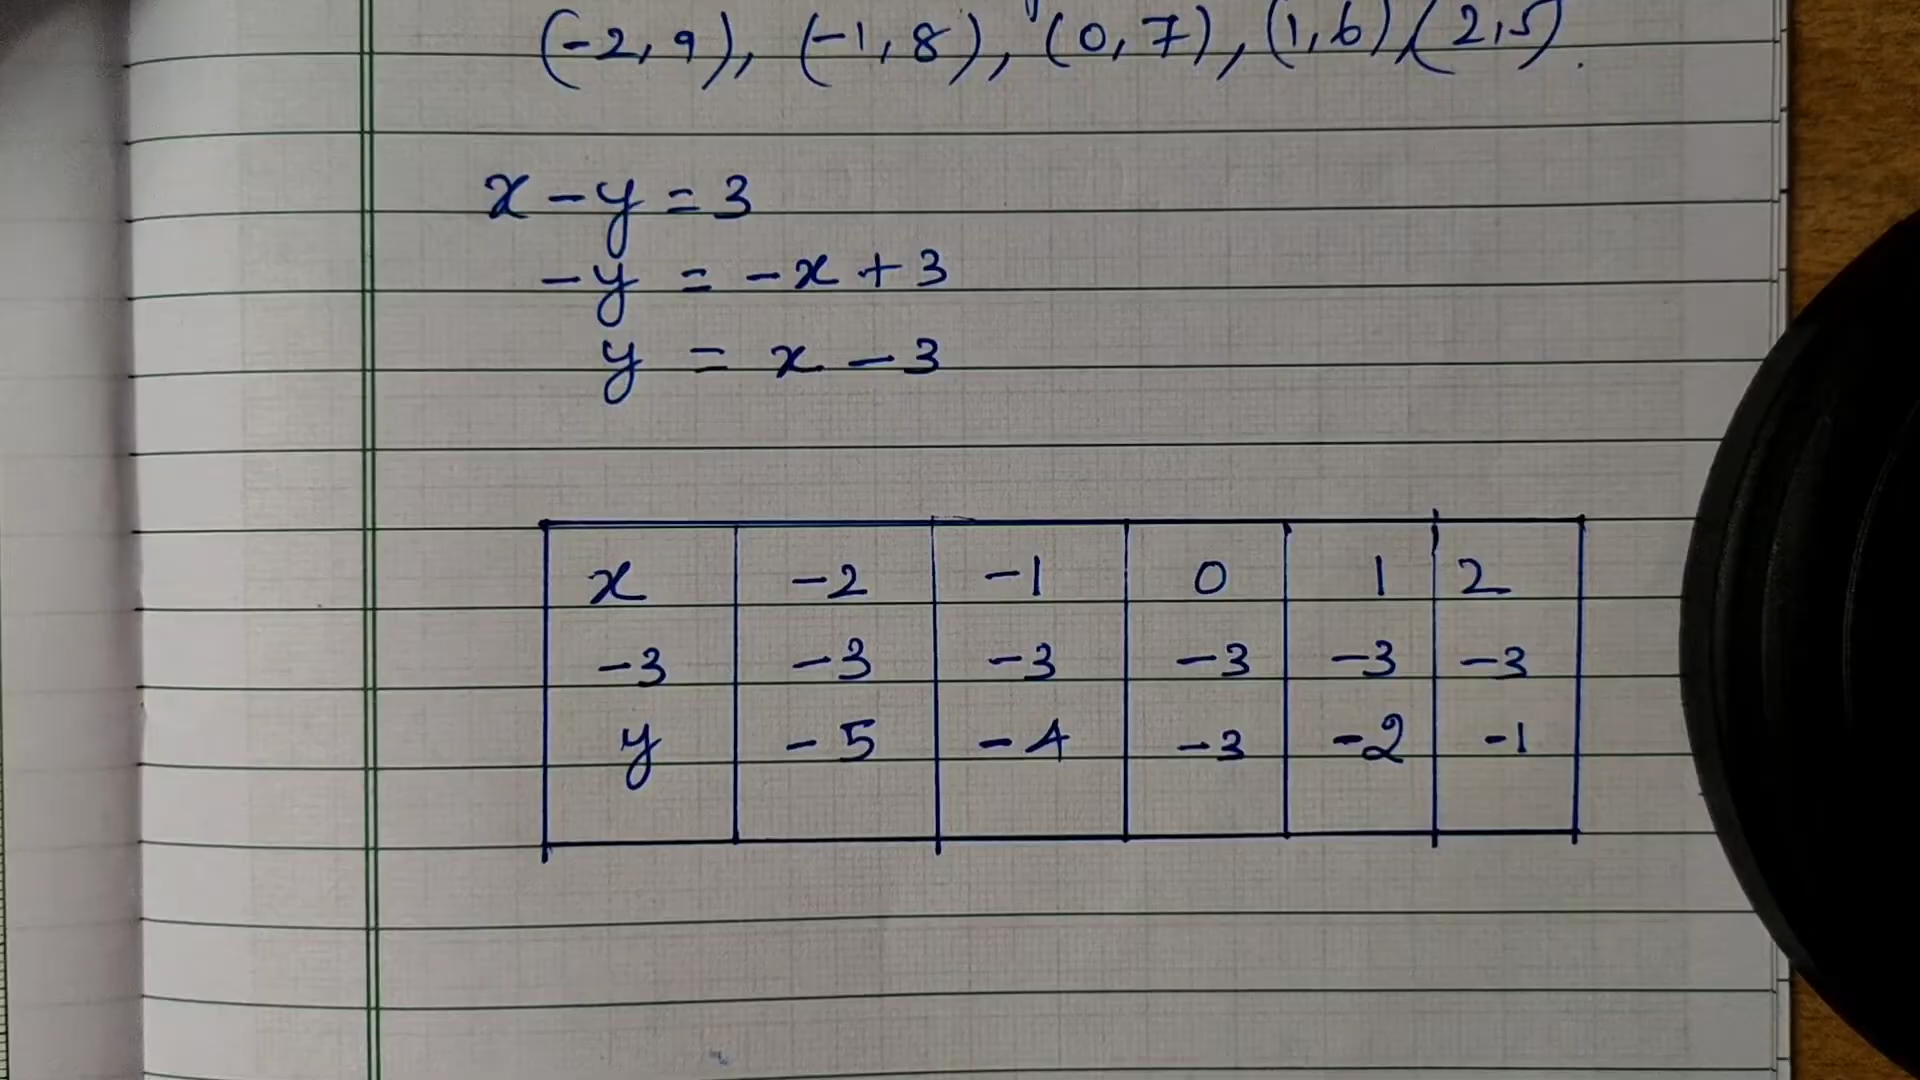 (-2,9), (-1,8), (0,7), (1,6), (2,5).
x - y = 3
-y = -x + 3
y = x - 3
x -2 -1 0 1 2
-3 -3 -3 -3 -3 -3
y -5 -4 -3 -2 -1